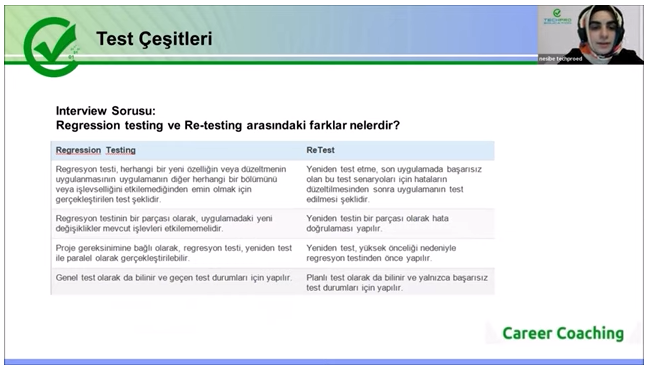 Test Çeşitleri
TECHPRO
nesibe techproed
Interview Sorusu:
Regression testing ve Re-testing arasındaki farklar nelerdir?
Regression Testing
ReTest
Regresyon testi, herhangi bir yeni özelliğin veya düzeltmenin
uygulanmasının uygulamanın diğer herhangi bir bölümünü
veya işlevselliğini etkilemediğinden emin olmak için
gerçekleştirilen test şeklidir.
Yeniden test etme, son uygulamada başarısız
olan bu test senaryoları için hataların
düzeltilmesinden sonra uygulamanın test
edilmesi şeklidir.
Regresyon testinin bir parçası olarak, uygulamadaki yeni
değişiklikler mevcut işlevleri etkilememelidir.
Yeniden testin bir parçası olarak hata
doğrulaması yapılır.
Proje gereksinimine bağlı olarak, regresyon testi, yeniden test
ile paralel olarak gerçekleştirilebilir.
Yeniden test, yüksek önceliği nedeniyle
regresyon testinden önce yapılır.
Genel test olarak da bilinir ve geçen test durumları için yapılır.
Planlı test olarak da bilinir ve yalnızca başarısız
test durumları için yapılır.
Career Coaching